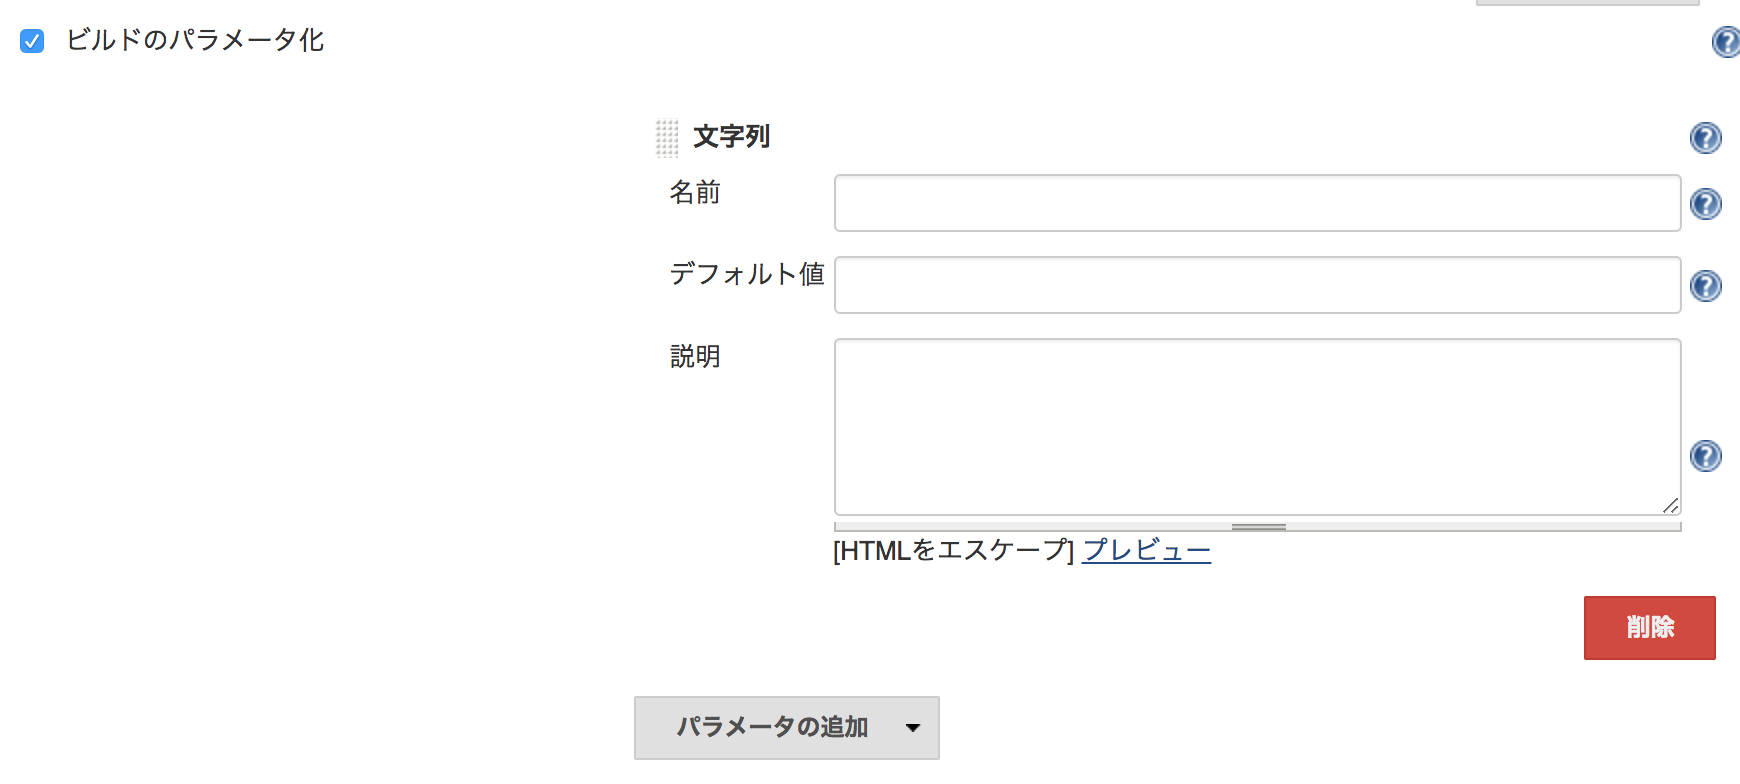 ビルドのパラメータ化
文字列
名前
デフォルト値
説明
[HTMLをエスケープ] プレビュー
削除
パラメータの追加